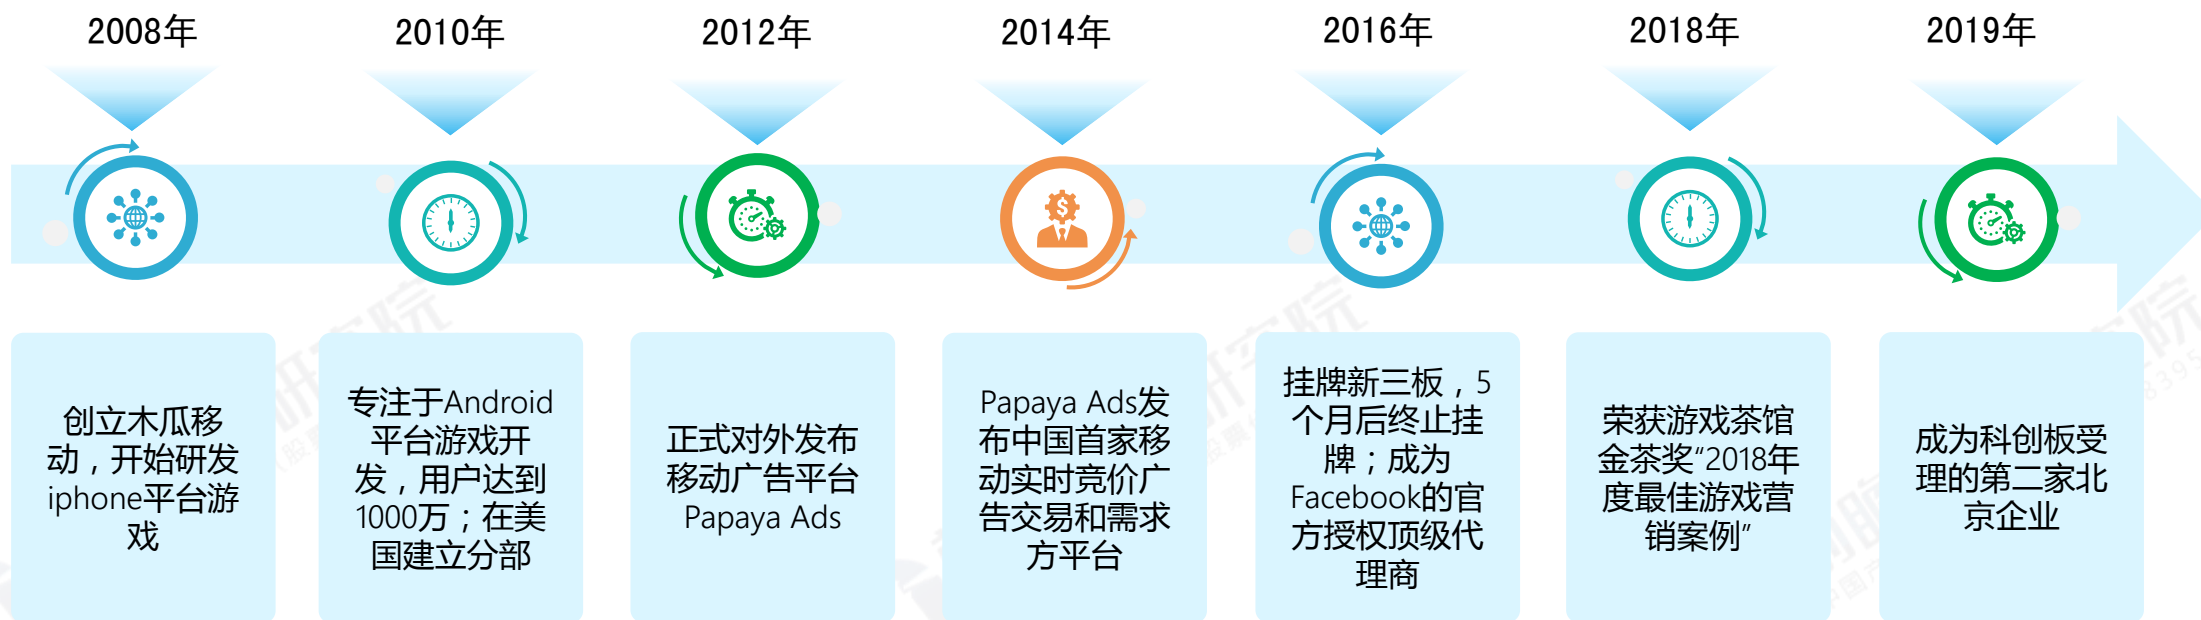 2008年
2010年
2012年
2014年
2016年
2018年
2019年
创立木瓜移
动，开始研发
iphone平台游
戏
专注于Android
平台游戏开
发，用户达到
1000万；在美
国建立分部
正式对外发布
移动广告平台
Papaya Ads
Papaya Ads发
布中国首家移
动实时竞价广
告交易和需求
方平台
挂牌新三板，5
个月后终止挂
牌；成为
Facebook的官
方授权顶级代
理商
荣获游戏茶馆
金茶奖“2018年
度最佳游戏营
销案例”
成为科创板受
理的第二家北
京企业